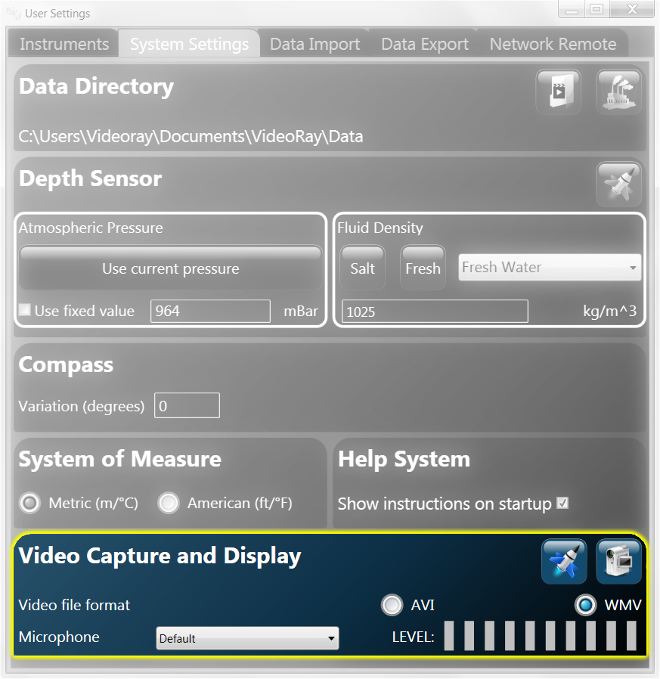 User Settings
Instruments System Settings Data Import Data Export Network Remote
Data Directory
C:\Users\Videoray\Documents\VideoRay\Data
Depth Sensor
Atmospheric Pressure
Use current pressure
Use fixed value 964 mBar
Fluid Density
Salt Fresh Fresh Water
1025 kg/m^3
Compass
Variation (degrees) 0
System of Measure
Metric (m/°C) American (ft/°F)
Help System
Show instructions on startup
Video Capture and Display
Video file format AVI WMV
Microphone Default LEVEL: